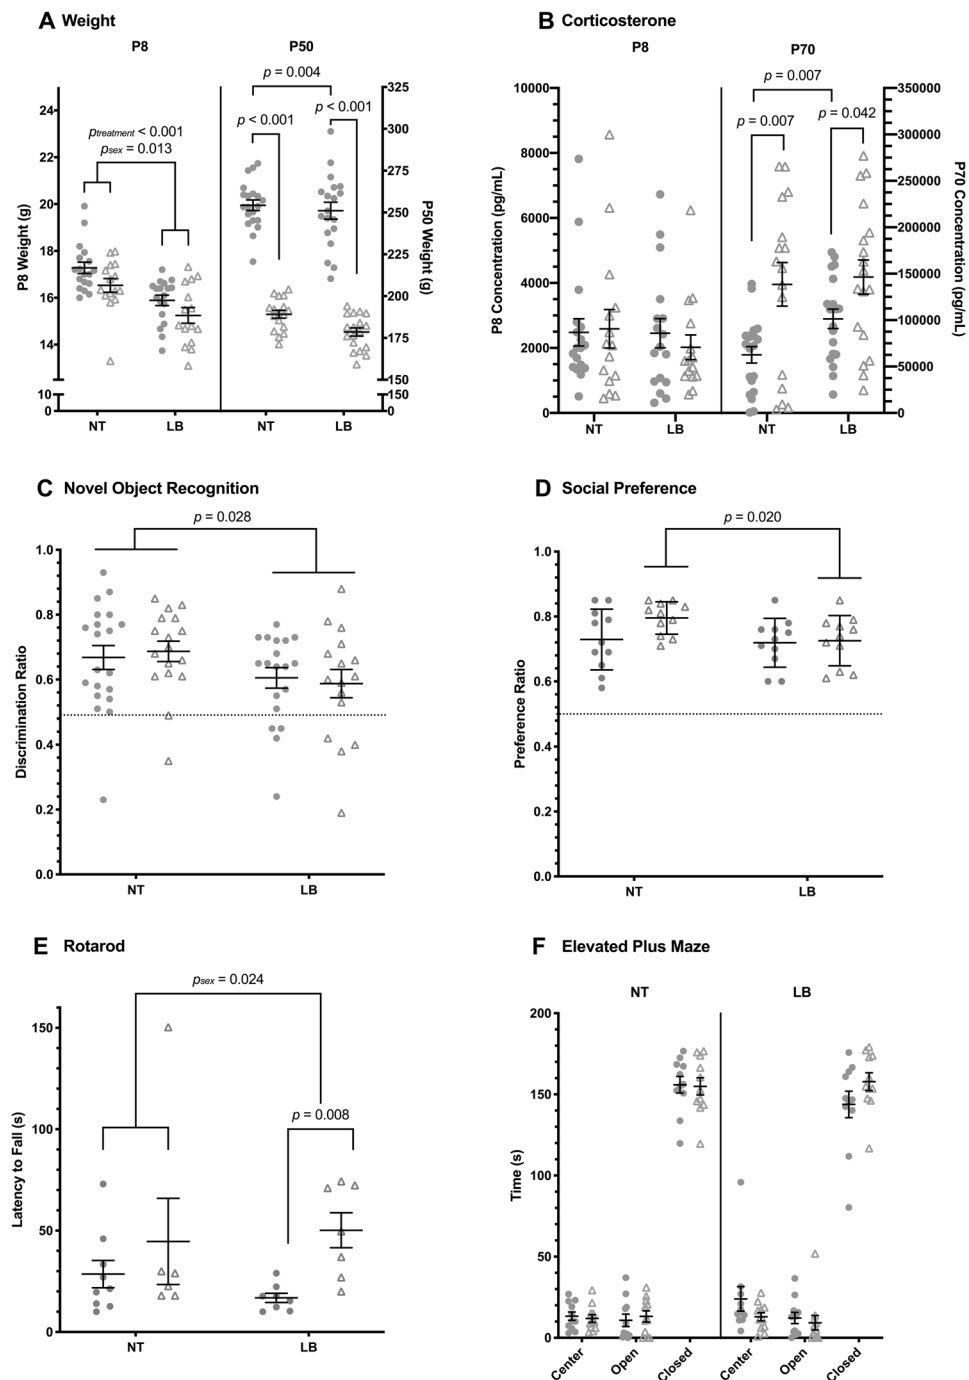 A Weight
P8
P50
25
24
22
20
18
16
14
10
0
P8 Weight (g)
ptreatment < 0.001
psex = 0.013
p = 0.004
p < 0.001
p < 0.001
325
300
275
250
225
200
175
150
150
0
P50 Weight (g)
NT
LB
NT
LB
B Corticosterone
P8
P70
10000
8000
6000
4000
2000
0
P8 Concentration (pg/mL)
p = 0.007
p = 0.007
p = 0.042
350000
300000
250000
200000
150000
100000
50000
0
P70 Concentration (pg/mL)
NT
LB
NT
LB
C Novel Object Recognition
p = 0.028
1.0
0.8
0.6
0.4
0.2
0.0
Discrimination Ratio
NT
LB
D Social Preference
p = 0.020
1.0
0.8
0.6
0.4
0.2
0.0
Preference Ratio
NT
LB
E Rotarod
psex = 0.024
p = 0.008
150
100
50
0
Latency to Fall (s)
NT
LB
F Elevated Plus Maze
NT
LB
200
150
100
50
0
Time (s)
Center
Open
Closed
Center
Open
Closed